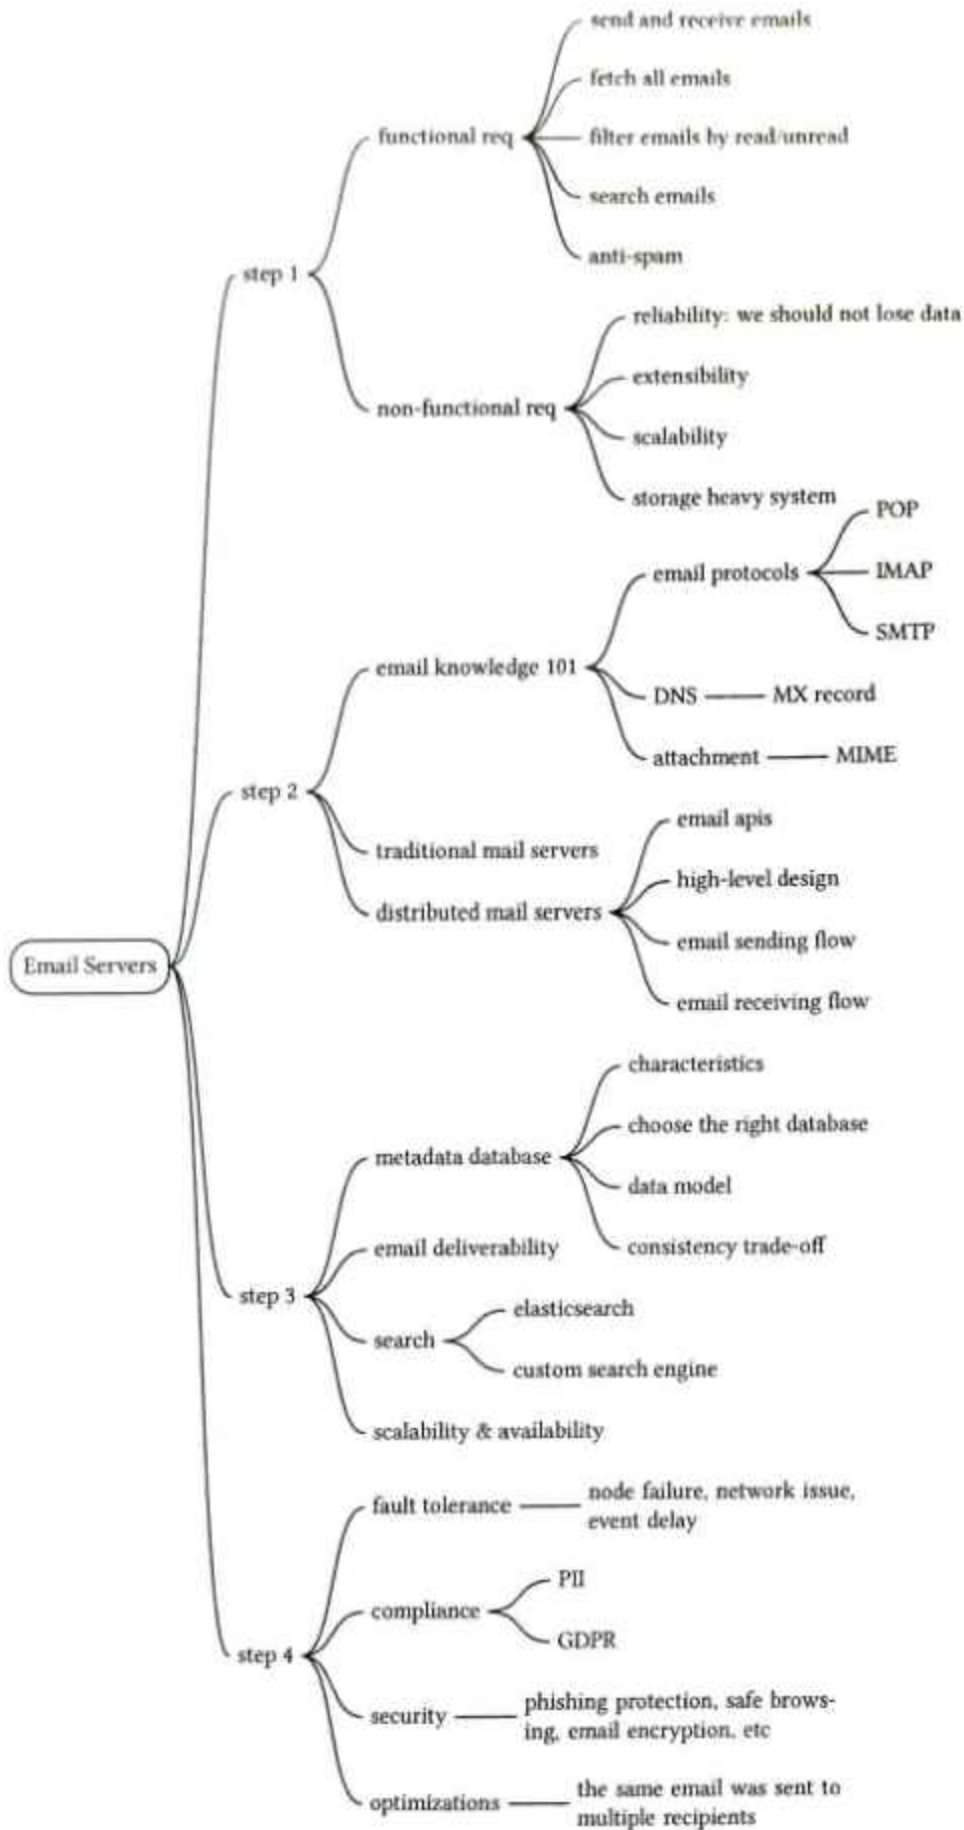 send and receive emails
fetch all emails
functional req
filter emails by read/unread
search emails
anti-spam
step 1
reliability: we should not lose data
extensibility
non-functional req
scalability
storage heavy system
POP
email protocols
IMAP
SMTP
email knowledge 101
DNS
MX record
attachment
MIME
step 2
email apis
traditional mail servers
high-level design
distributed mail servers
email sending flow
email receiving flow
Email Servers
characteristics
choose the right database
metadata database
data model
consistency trade-off
email deliverability
step 3
elasticsearch
search
custom search engine
scalability & availability
fault tolerance
node failure, network issue,
event delay
PII
compliance
GDPR
step 4
security
phishing protection, safe brows-
ing, email encryption, etc
optimizations
the same email was sent to
multiple recipients